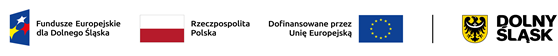 Fundusze Europejskie
dla Dolnego Śląska
Rzeczpospolita
Polska
Dofinansowane przez
Unię Europejską
DOLNY
ŚLĄSK